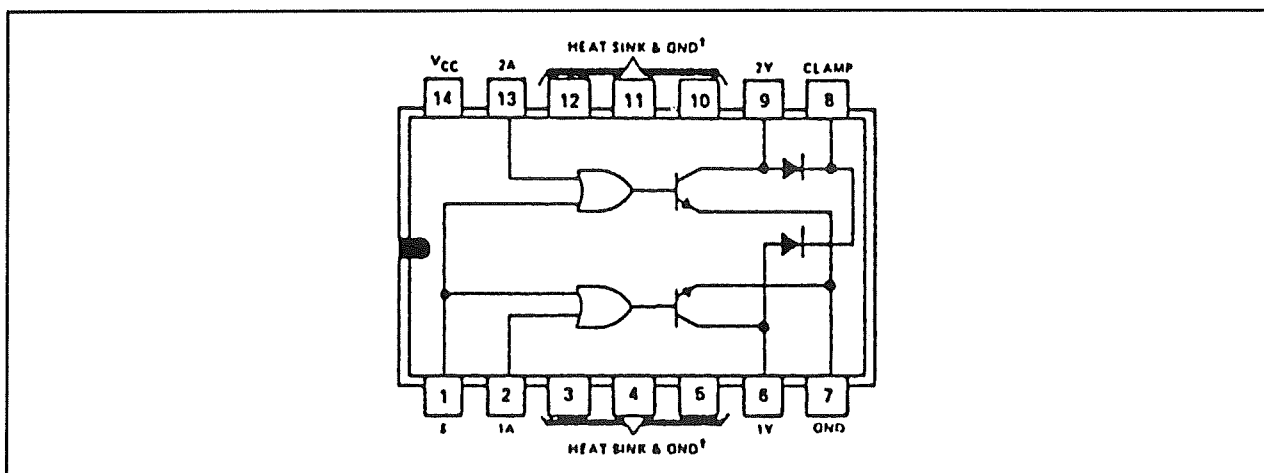 HEAT SINK & GND†
VCC 2A 2Y CLAMP
14 13 12 11 10 9 8
1 2 3 4 5 6 7
S 1A 1Y GND
HEAT SINK & GND†